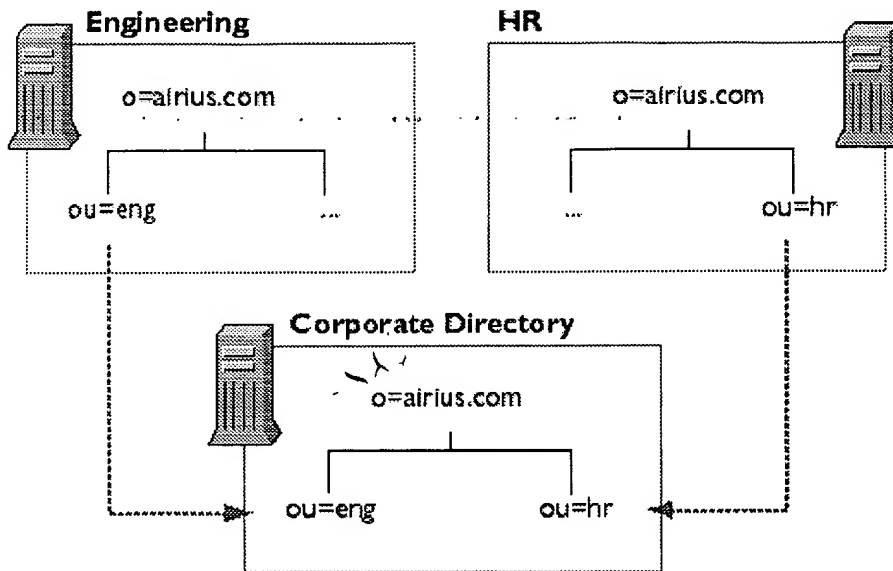 Engineering
HR
o=airius.com
o=airius.com
ou=eng
...
...
ou=hr
Corporate Directory
o=airius.com
ou=eng
ou=hr